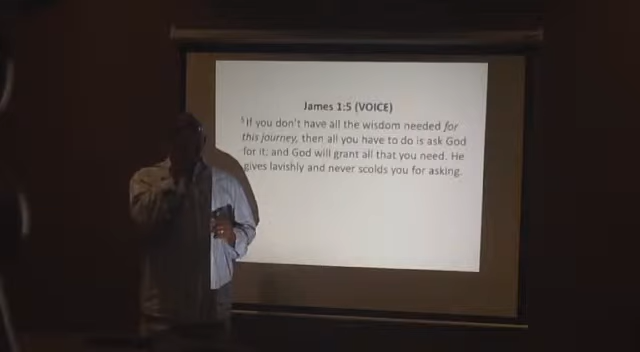 James 1:5 (VOICE)
5 If you don't have all the wisdom needed for
this journey, then all you have to do is ask God
for it; and God will grant all that you need. He
gives lavishly and never scolds you for asking.